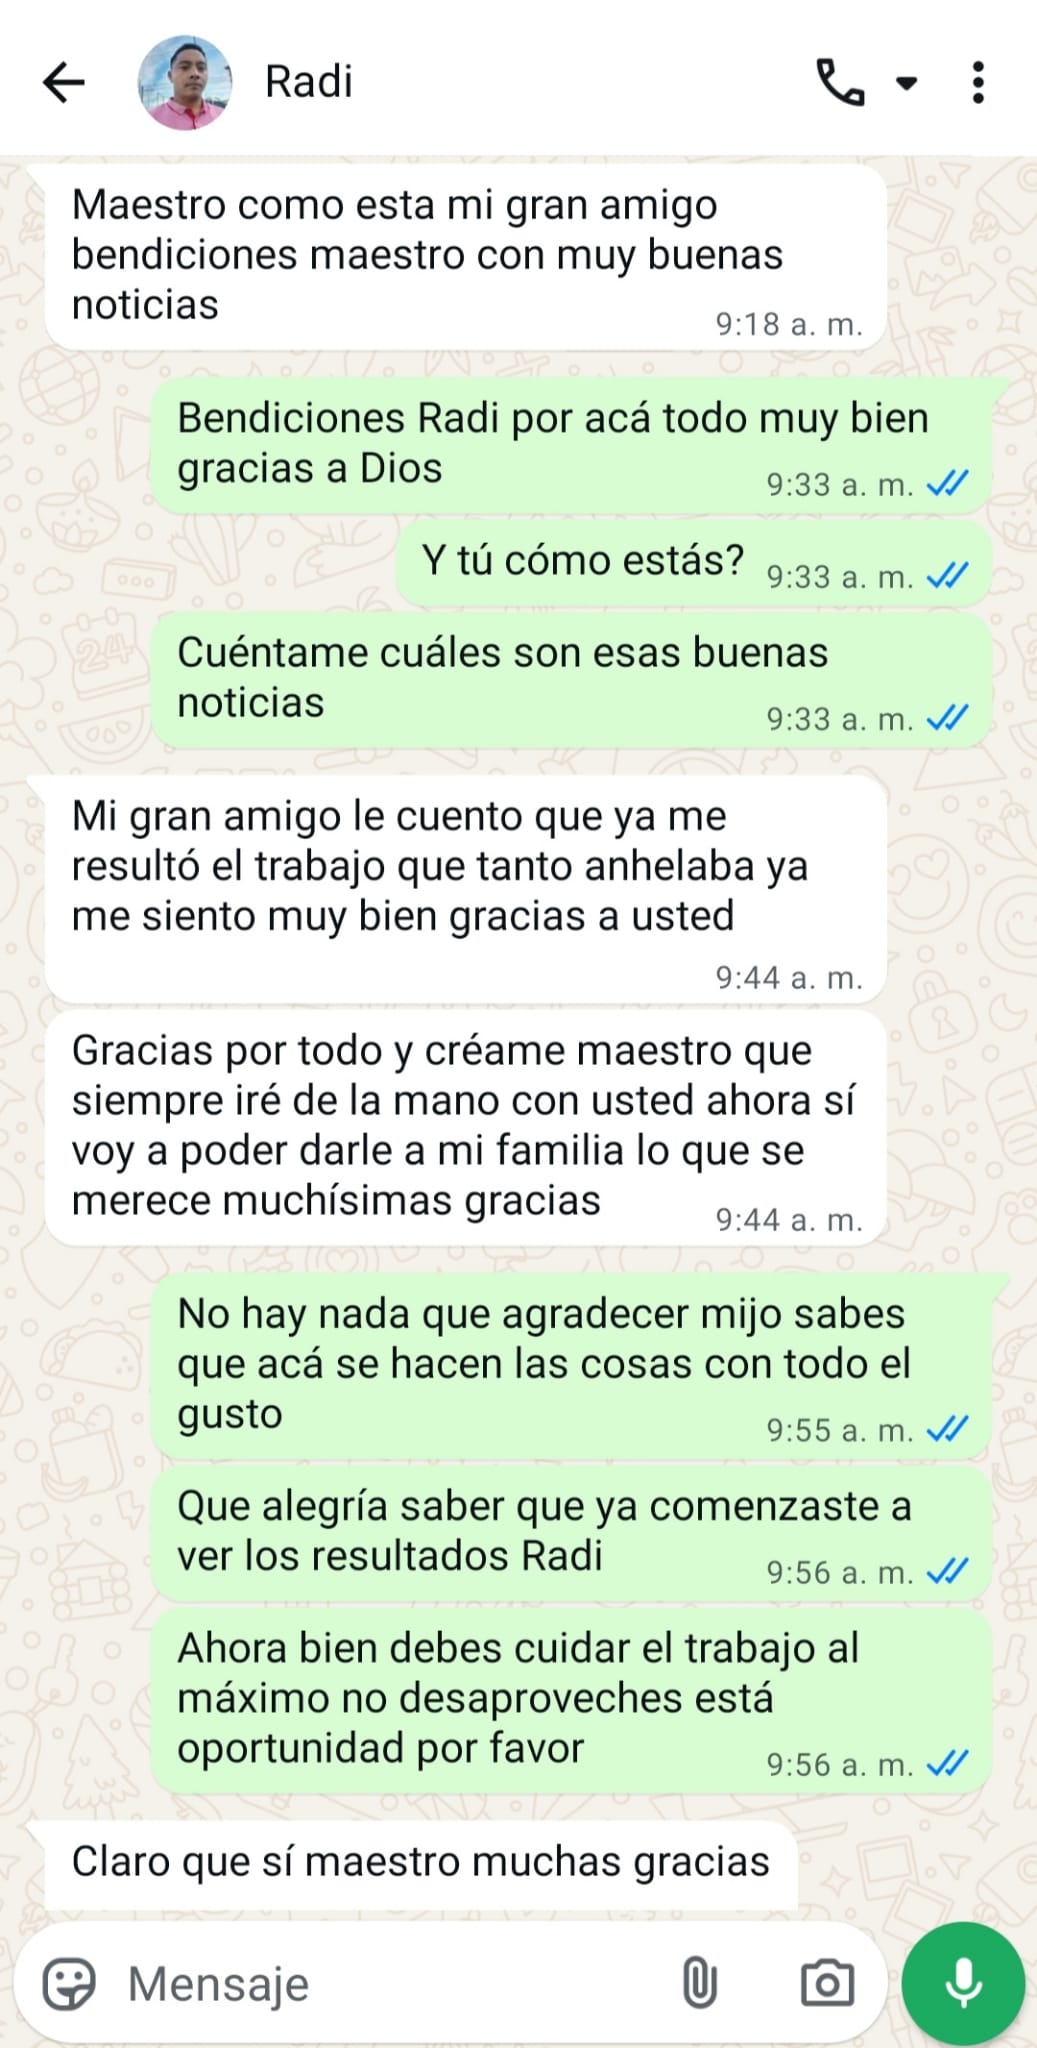 Radi
Maestro como esta mi gran amigo
bendiciones maestro con muy buenas
noticias
9:18 a. m.
Bendiciones Radi por acá todo muy bien
gracias a Dios
9:33 a. m.
Y tú cómo estás?
9:33 a. m.
Cuéntame cuáles son esas buenas
noticias
9:33 a. m.
Mi gran amigo le cuento que ya me
resultó el trabajo que tanto anhelaba ya
me siento muy bien gracias a usted
9:44 a. m.
Gracias por todo y créame maestro que
siempre iré de la mano con usted ahora sí
voy a poder darle a mi familia lo que se
merece muchísimas gracias
9:44 a. m.
No hay nada que agradecer mijo sabes
que acá se hacen las cosas con todo el
gusto
9:55 a. m.
Que alegría saber que ya comenzaste a
ver los resultados Radi
9:56 a. m.
Ahora bien debes cuidar el trabajo al
máximo no desaproveches está
oportunidad por favor
9:56 a. m.
Claro que sí maestro muchas gracias
Mensaje